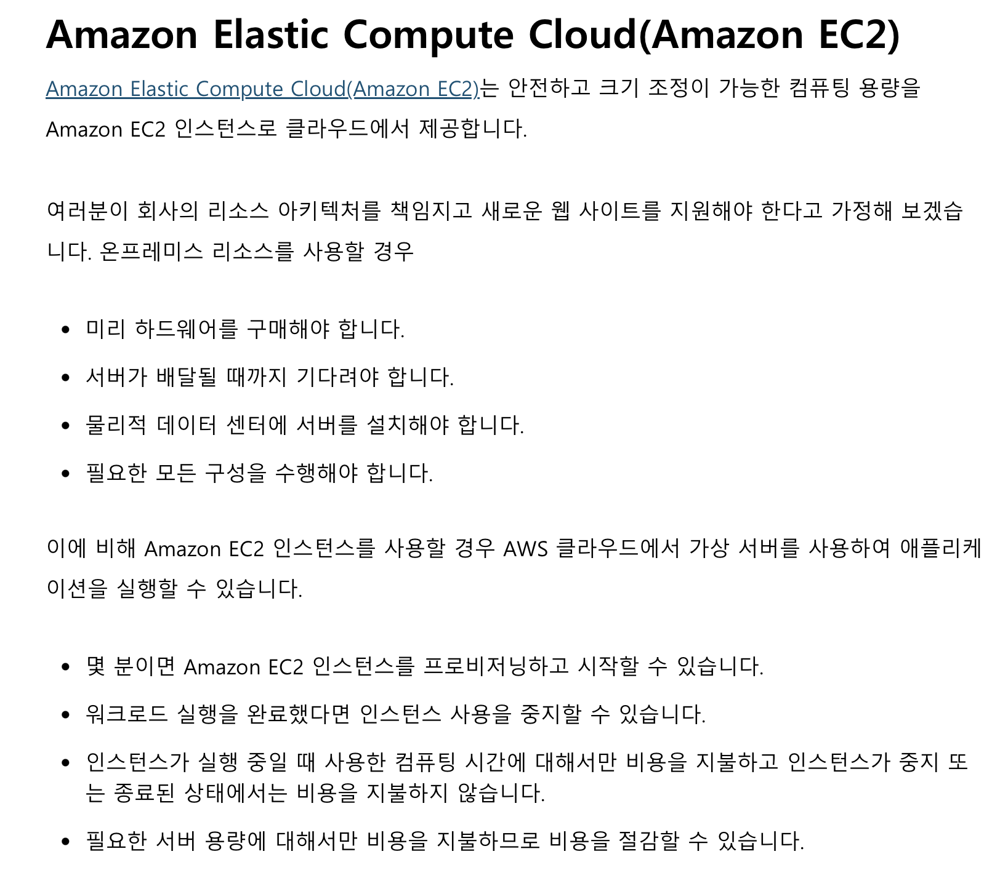 Amazon Elastic Compute Cloud(Amazon EC2)
Amazon Elastic Compute Cloud(Amazon EC2)는 안전하고 크기 조정이 가능한 컴퓨팅 용량을
Amazon EC2 인스턴스로 클라우드에서 제공합니다.
여러분이 회사의 리소스 아키텍처를 책임지고 새로운 웹 사이트를 지원해야 한다고 가정해 보겠습
니다. 온프레미스 리소스를 사용할 경우
• 미리 하드웨어를 구매해야 합니다.
• 서버가 배달될 때까지 기다려야 합니다.
• 물리적 데이터 센터에 서버를 설치해야 합니다.
• 필요한 모든 구성을 수행해야 합니다.
이에 비해 Amazon EC2 인스턴스를 사용할 경우 AWS 클라우드에서 가상 서버를 사용하여 애플리케
이션을 실행할 수 있습니다.
• 몇 분이면 Amazon EC2 인스턴스를 프로비저닝하고 시작할 수 있습니다.
• 워크로드 실행을 완료했다면 인스턴스 사용을 중지할 수 있습니다.
• 인스턴스가 실행 중일 때 사용한 컴퓨팅 시간에 대해서만 비용을 지불하고 인스턴스가 중지 또
는 종료된 상태에서는 비용을 지불하지 않습니다.
• 필요한 서버 용량에 대해서만 비용을 지불하므로 비용을 절감할 수 있습니다.